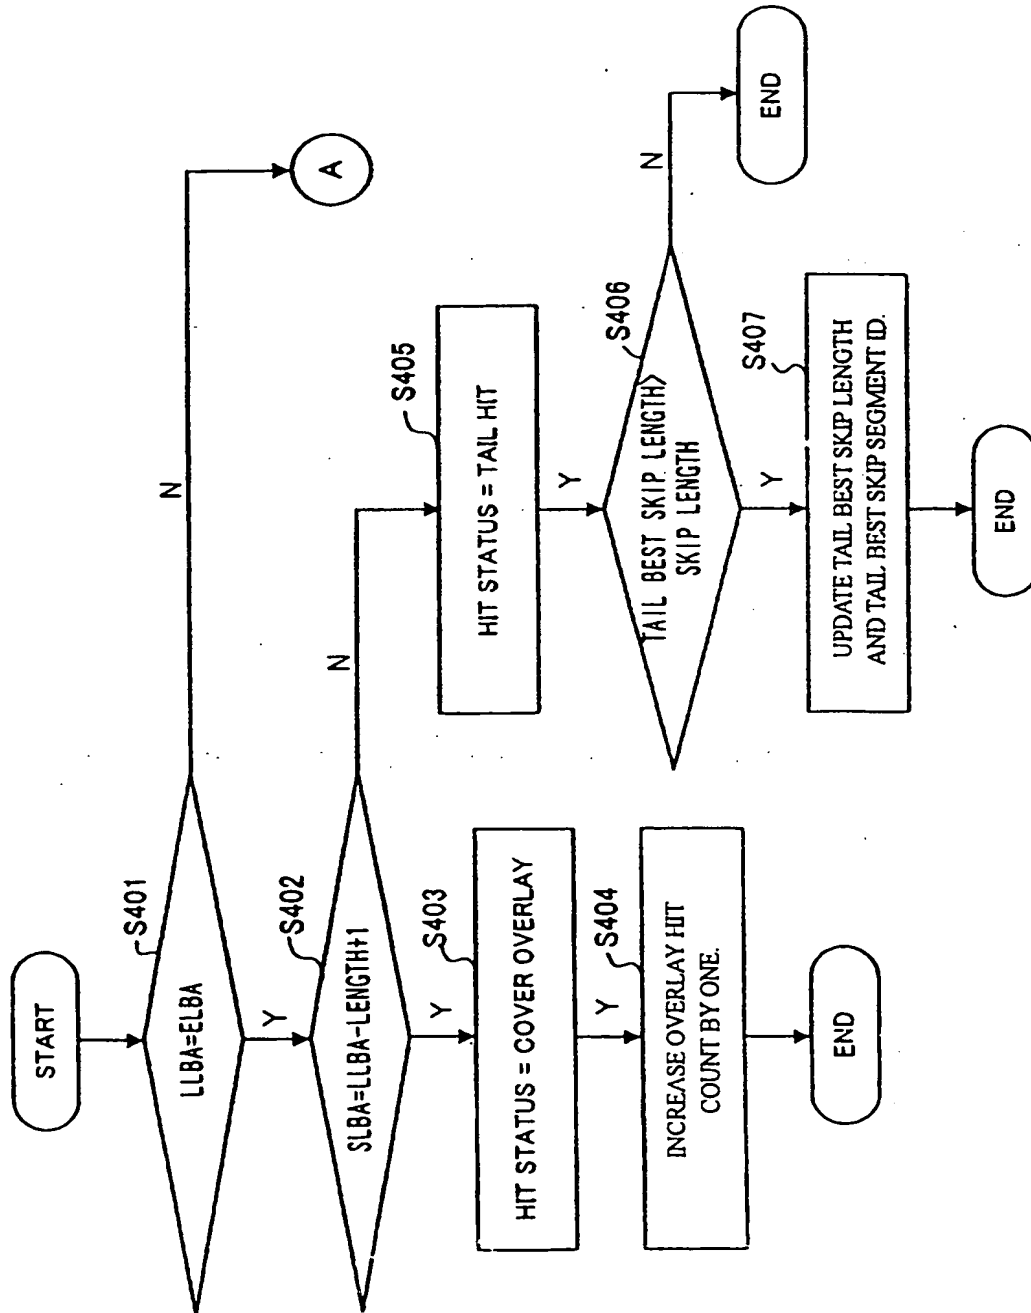 START
LLBA=ELBA
S401
N
A
Y
SLBA=LLBA-LENGTH+1
S402
N
Y
HIT STATUS = COVER OVERLAY
S403
Y
INCREASE OVERLAY HIT
COUNT BY ONE.
S404
END
HIT STATUS = TAIL HIT
S405
Y
TAIL BEST SKIP LENGTH>
SKIP LENGTH
S406
N
END
Y
UPDATE TAIL BEST SKIP LENGTH
AND TAIL BEST SKIP SEGMENT ID.
S407
END